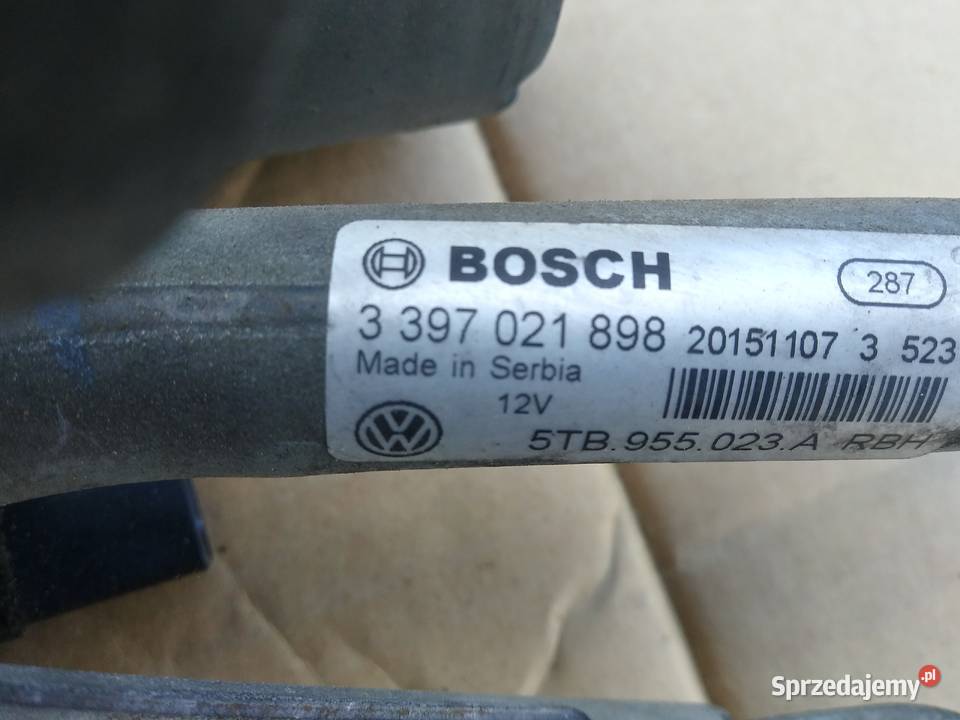 BOSCH
287
3 397 021 898 20151107 3 523
Made in Serbia
12V
5TB.955.023.A RBH
Sprzedajemy.pl